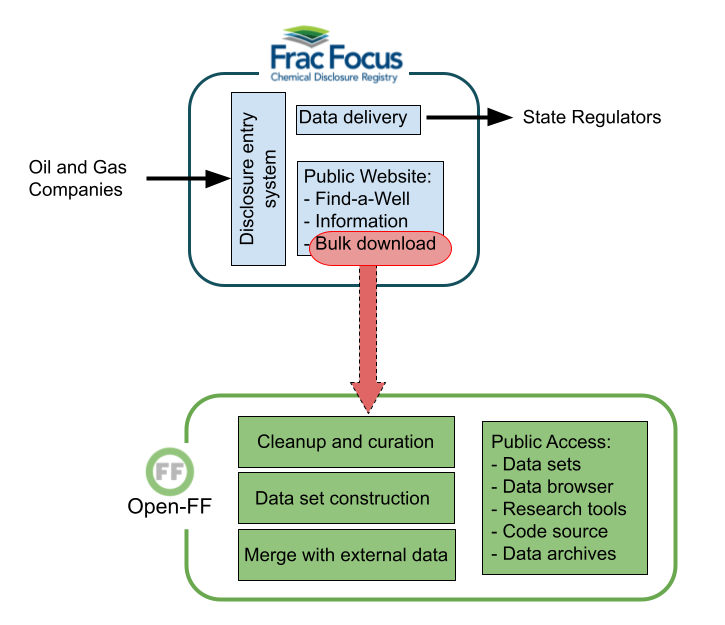 Frac Focus
Chemical Disclosure Registry
Disclosure entry
system
Data delivery
State Regulators
Oil and Gas
Companies
Public Website:
- Find-a-Well
- Information
- Bulk download
FF
Open-FF
Cleanup and curation
Data set construction
Merge with external data
Public Access:
- Data sets
- Data browser
- Research tools
- Code source
- Data archives